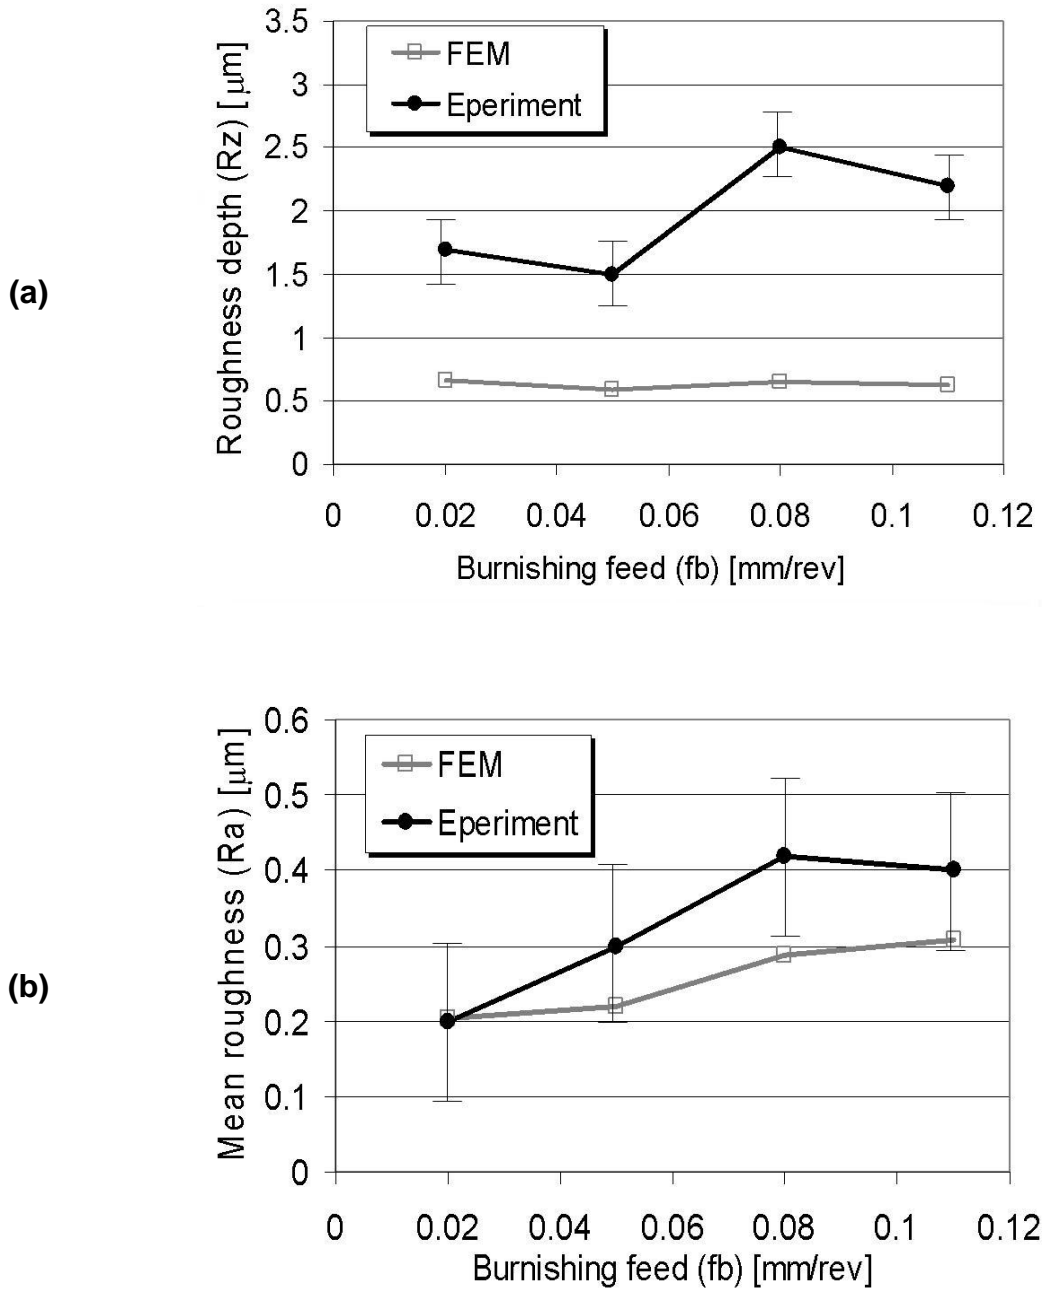 3.5
3
2.5
2
1.5
1
0.5
0
Roughness depth (Rz) [μm]
FEM
Eperiment
(a)
0 0.02 0.04 0.06 0.08 0.1 0.12
Burnishing feed (fb) [mm/rev]
0.6
0.5
0.4
0.3
0.2
0.1
0
Mean roughness (Ra) [μm]
FEM
Eperiment
(b)
0 0.02 0.04 0.06 0.08 0.1 0.12
Burnishing feed (fb) [mm/rev]